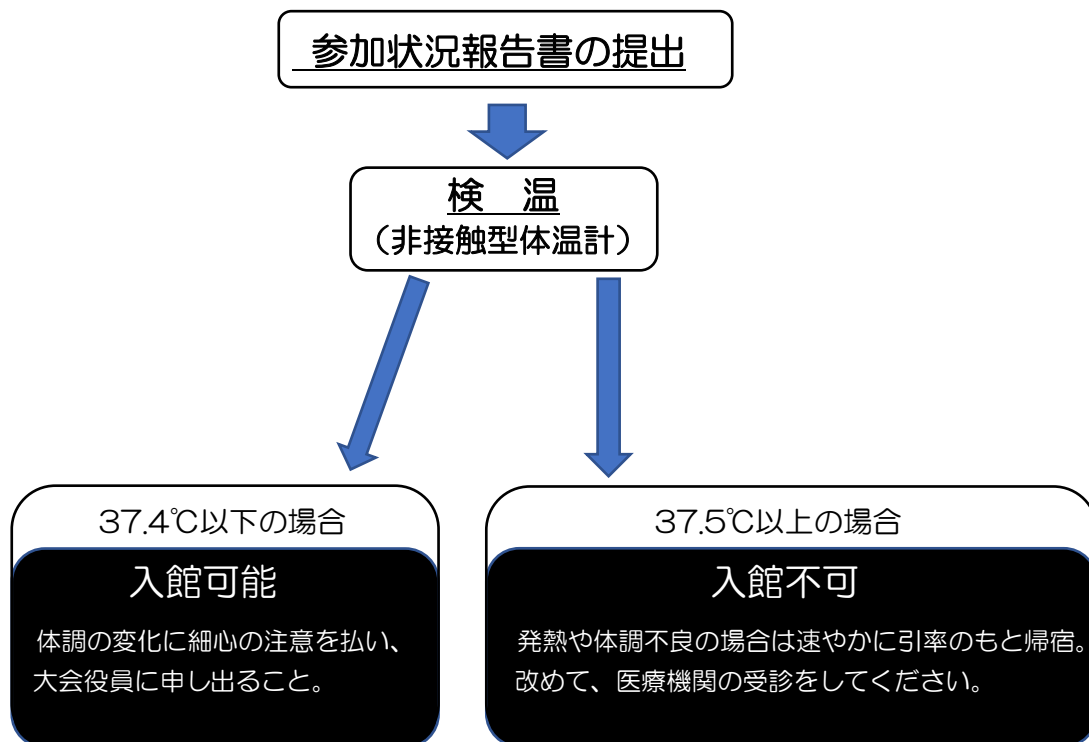 参加状況報告書の提出
検　温
（非接触型体温計）
37.4℃以下の場合
入館可能
体調の変化に細心の注意を払い、
大会役員に申し出ること。
37.5℃以上の場合
入館不可
発熱や体調不良の場合は速やかに引率のもと帰宿。
改めて、医療機関の受診をしてください。